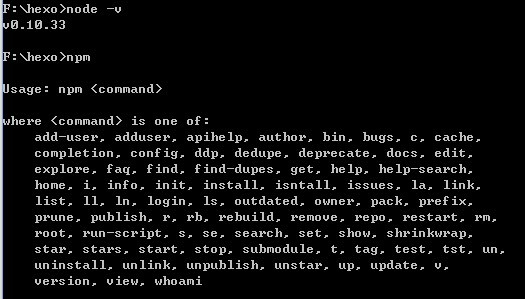 F:\hexo>node -v
v0.10.33
F:\hexo>npm
Usage: npm <command>
where <command> is one of:
add-user, adduser, apihelp, author, bin, bugs, c, cache,
completion, config, ddp, dedupe, deprecate, docs, edit,
explore, faq, find, find-dupes, get, help, help-search,
home, i, info, init, install, isntall, issues, la, link,
list, ll, ln, login, ls, outdated, owner, pack, prefix,
prune, publish, r, rb, rebuild, remove, repo, restart, rm,
root, run-script, s, se, search, set, show, shrinkwrap,
star, stars, start, stop, submodule, t, tag, test, tst, un,
uninstall, unlink, unpublish, unstar, up, update, v,
version, view, whoami